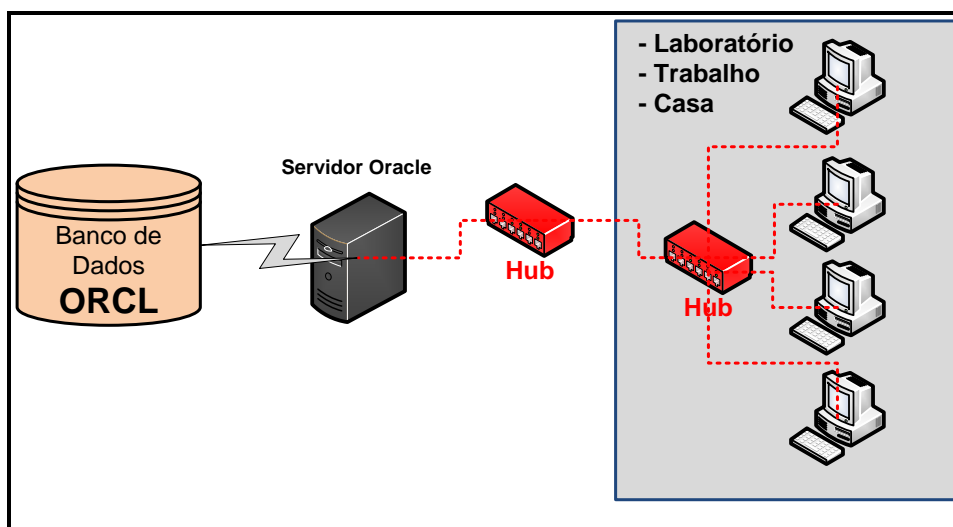 - Laboratório
- Trabalho
- Casa
Servidor Oracle
Banco de
Dados
ORCL
Hub
Hub